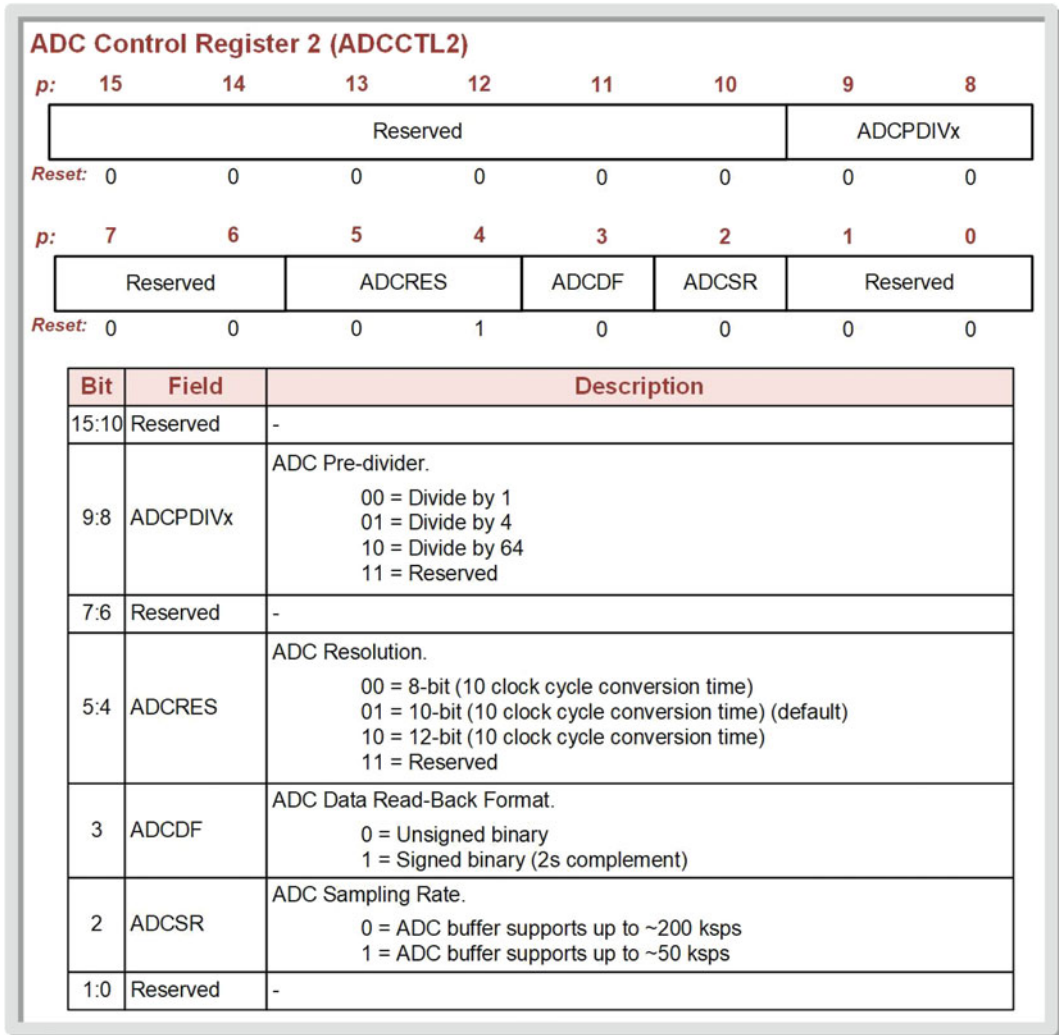 ADC Control Register 2 (ADCCTL2)
p: 15 14 13 12 11 10 9 8
Reserved ADCPDIVx
Reset: 0 0 0 0 0 0 0 0
p: 7 6 5 4 3 2 1 0
Reserved ADCRES ADCDF ADCSR Reserved
Reset: 0 0 0 1 0 0 0 0
Bit Field Description
15:10 Reserved -
ADC Pre-divider.
00 = Divide by 1
9:8 ADCPDIVx 01 = Divide by 4
10 = Divide by 64
11 = Reserved
7:6 Reserved -
ADC Resolution.
00 = 8-bit (10 clock cycle conversion time)
5:4 ADCRES 01 = 10-bit (10 clock cycle conversion time) (default)
10 = 12-bit (10 clock cycle conversion time)
11 = Reserved
ADC Data Read-Back Format.
3 ADCDF 0 = Unsigned binary
1 = Signed binary (2s complement)
ADC Sampling Rate.
2 ADCSR 0 = ADC buffer supports up to ~200 ksps
1 = ADC buffer supports up to ~50 ksps
1:0 Reserved -